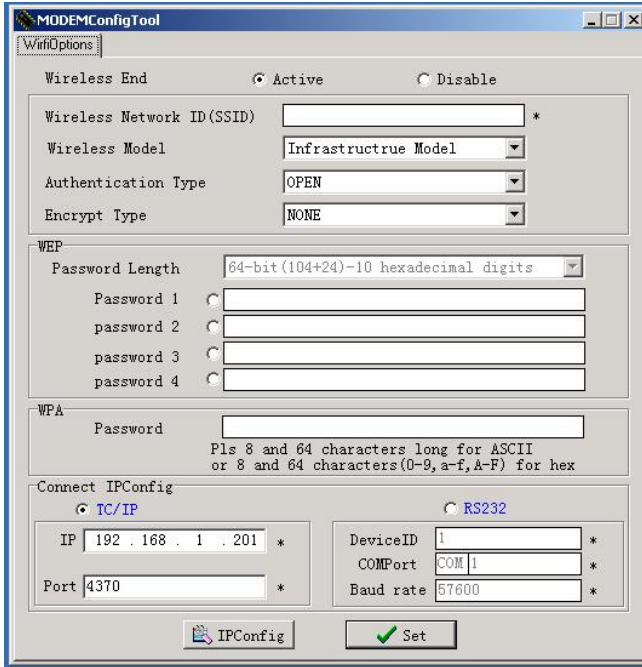 MODEMConfigTool
WirfiOptions
Wireless End Active Disable
Wireless Network ID(SSID) *
Wireless Model Infrastructrue Model
Authentication Type OPEN
Encrypt Type NONE
WEP
Password Length 64-bit(104+24)-10 hexadecimal digits
Password 1
password 2
password 3
password 4
WPA
Password
Pls 8 and 64 characters long for ASCII
or 8 and 64 characters(0-9,a-f,A-F) for hex
Connect IPConfig
TC/IP RS232
IP 192 . 168 . 1 . 201 * DeviceID 1 *
COMPort COM 1 *
Port 4370 * Baud rate 57600 *
IPConfig Set